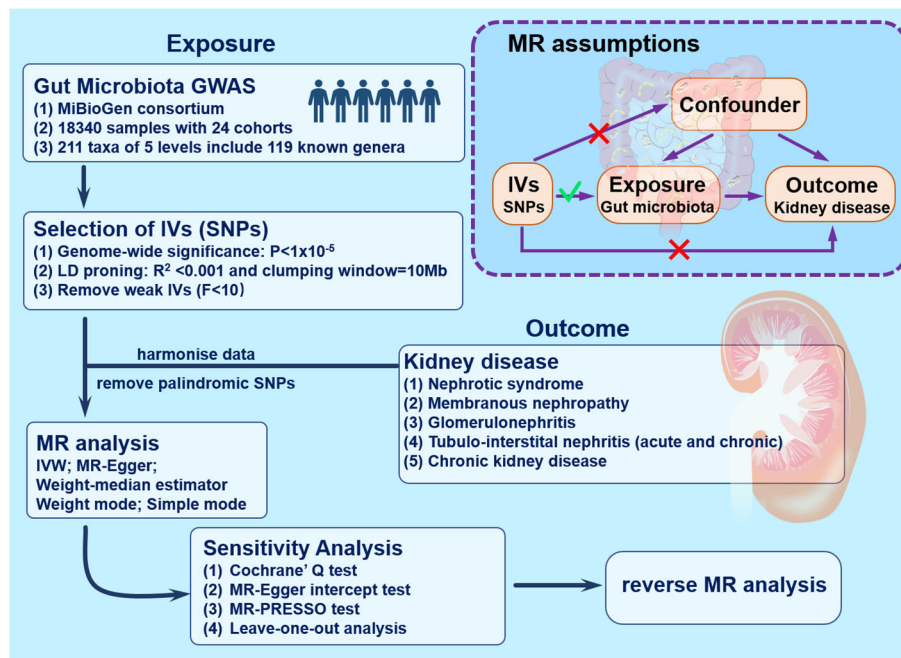 Exposure
Gut Microbiota GWAS
(1) MiBioGen consortium
(2) 18340 samples with 24 cohorts
(3) 211 taxa of 5 levels include 119 known genera
Selection of IVs (SNPs)
(1) Genome-wide significance: P<1x10-5
(2) LD proning: R² <0.001 and clumping window=10Mb
(3) Remove weak IVs (F<10)
harmonise data
remove palindromic SNPs
MR analysis
IVW; MR-Egger;
Weight-median estimator
Weight mode; Simple mode
MR assumptions
Confounder
IVs
SNPs
Exposure
Gut microbiota
Outcome
Kidney disease
Outcome
Kidney disease
(1) Nephrotic syndrome
(2) Membranous nephropathy
(3) Glomerulonephritis
(4) Tubulo-interstital nephritis (acute and chronic)
(5) Chronic kidney disease
Sensitivity Analysis
(1) Cochrane' Q test
(2) MR-Egger intercept test
(3) MR-PRESSO test
(4) Leave-one-out analysis
reverse MR analysis